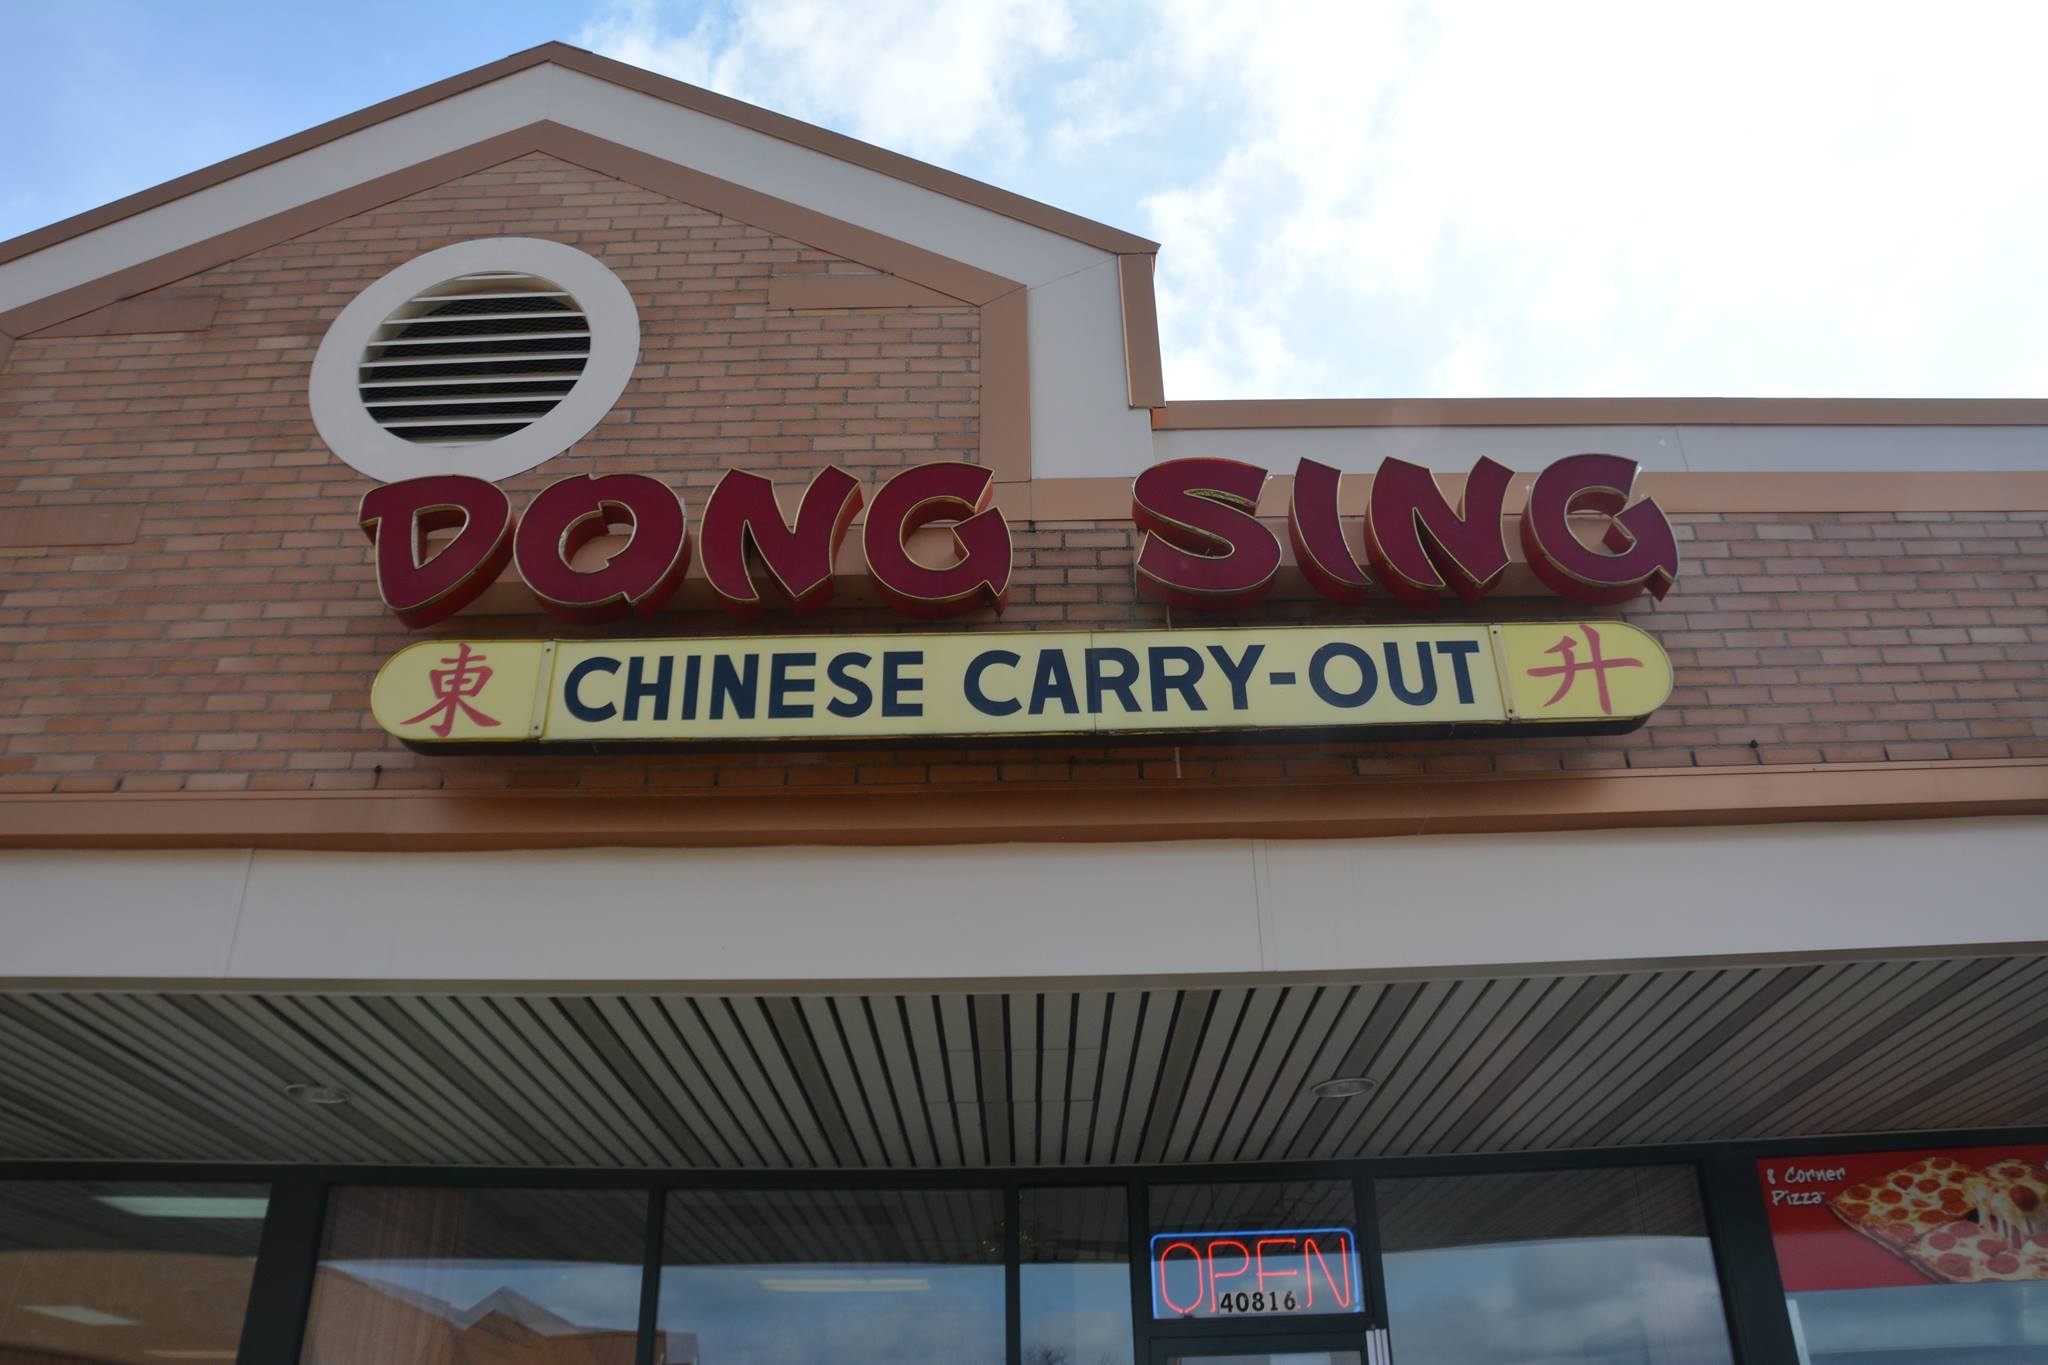 DONG SING
東 CHINESE CARRY-OUT 升
OPEN
40816
8 Corner
Pizza